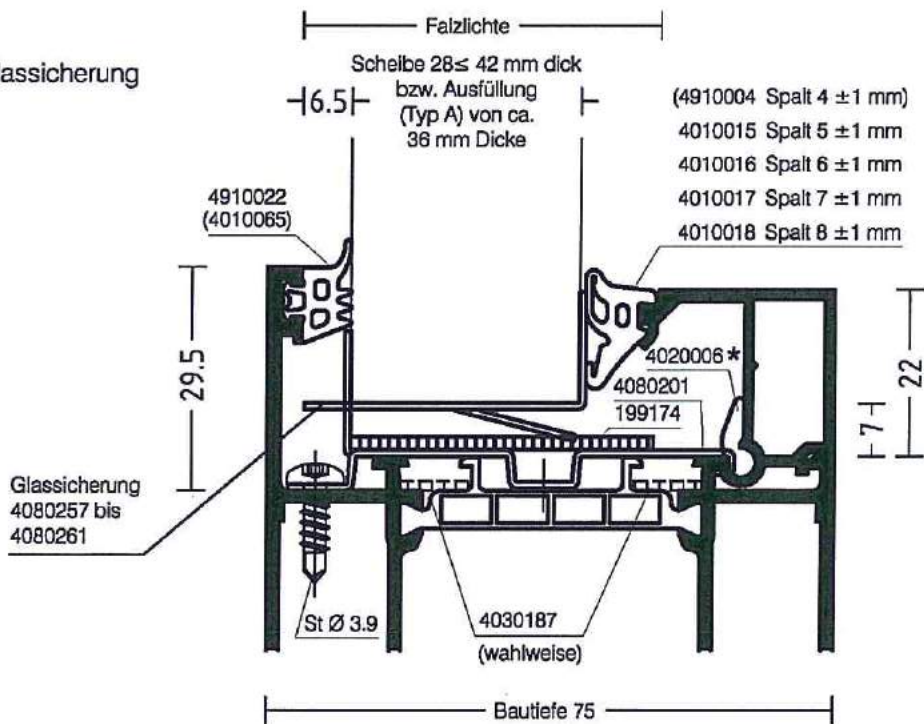 Falzlichte
lassicherung
Scheibe 28≤ 42 mm dick
bzw. Ausfüllung
(Typ A) von ca.
36 mm Dicke
6.5
(4910004 Spalt 4 ±1 mm)
4010015 Spalt 5 ±1 mm
4010016 Spalt 6 ±1 mm
4010017 Spalt 7 ±1 mm
4010018 Spalt 8 ±1 mm
4910022
(4010065)
29.5
22
7
4020006 *
4080201
199174
Glassicherung
4080257 bis
4080261
St Ø 3.9
4030187
(wahlweise)
Bautiefe 75